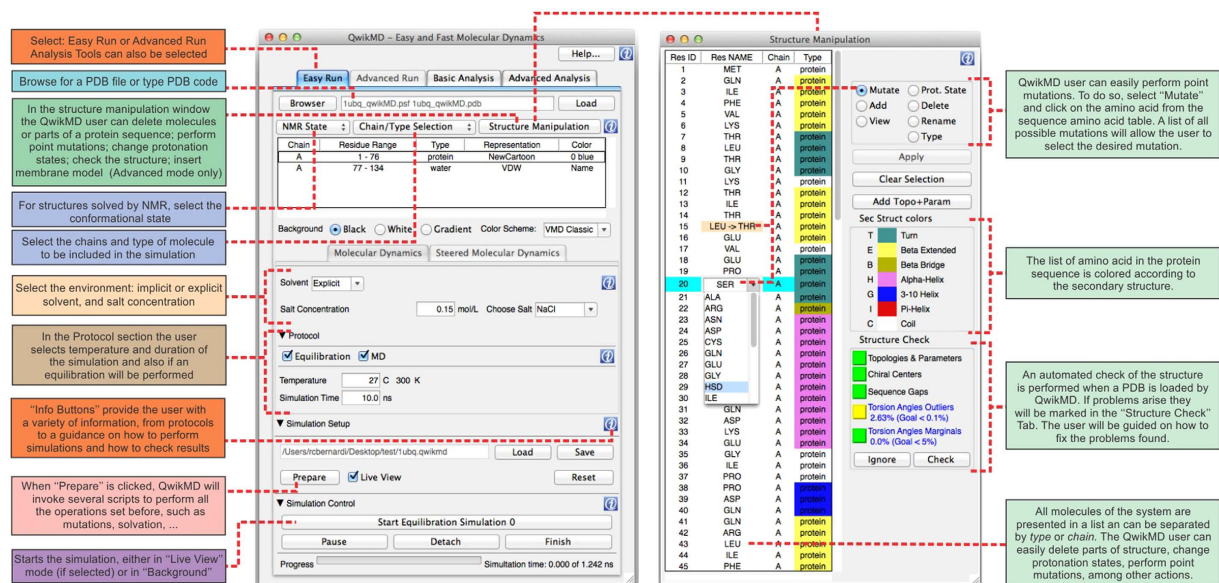 Select: Easy Run or Advanced Run
Analysis Tools can also be selected
Browse for a PDB file or type PDB code
In the structure manipulation window
the QwikMD user can delete molecules
or parts of a protein sequence; perform
point mutations; change protonation
states; check the structure; insert
membrane model (Advanced mode only)
For structures solved by NMR, select the
conformational state
Select the chains and type of molecule
to be included in the simulation
Select the environment: implicit or explicit
solvent, and salt concentration
In the Protocol section the user
selects temperature and duration of
the simulation and also if an
equilibration will be performed
“Info Buttons” provide the user with
a variety of information, from protocols
to a guidance on how to perform
simulations and how to check results
When “Prepare” is clicked, QwikMD will
invoke several scripts to perform all
the operations set before, such as
mutations, solvation, ...
Starts the simulation, either in “Live View”
mode (if selected) or in “Background”
QwikMD – Easy and Fast Molecular Dynamics
Help...
Easy Run Advanced Run Basic Analysis Advanced Analysis
Browser 1ubq_qwikMD.psf 1ubq_qwikMD.pdb Load
NMR State Chain/Type Selection Structure Manipulation
Chain Residue Range Type Representation Color
A 1 - 76 protein NewCartoon 0 blue
A 77 - 134 water VDW Name
Background Black White Gradient Color Scheme: VMD Classic
Molecular Dynamics Steered Molecular Dynamics
Solvent Explicit
Salt Concentration 0.15 mol/L Choose Salt NaCl
Protocol
Equilibration MD
Temperature 27 C 300 K
Simulation Time 10.0 ns
Simulation Setup
/Users/rcbernardi/Desktop/test/1ubq.qwikmd Load Save
Prepare Live View Reset
Simulation Control
Start Equilibration Simulation 0
Pause Detach Finish
Progress Simtulation time: 0.000 of 1.242 ns
Structure Manipulation
Res ID Res NAME Chain Type
1 MET A protein
2 GLN A protein
3 ILE A protein
4 PHE A protein
5 VAL A protein
6 LYS A protein
7 THR A protein
8 LEU A protein
9 THR A protein
10 GLY A protein
11 LYS A protein
12 THR A protein
13 ILE A protein
14 THR A protein
15 LEU -> THR A protein
16 GLU A protein
17 VAL A protein
18 GLU A protein
19 PRO A protein
20 SER A protein
21 ALA A protein
22 ARG A protein
23 ASN A protein
24 ASP A protein
25 CYS A protein
26 GLN A protein
27 GLU A protein
28 GLY A protein
29 HSD A protein
30 ILE A protein
31 GLN A protein
32 ASP A protein
33 LYS A protein
34 GLU A protein
35 GLY A protein
36 ILE A protein
37 PRO A protein
38 PRO A protein
39 ASP A protein
40 GLN A protein
41 GLN A protein
42 ARG A protein
43 LEU A protein
44 ILE A protein
45 PHE A protein
Mutate Prot. State
Add Delete
View Rename
Type
Apply
Clear Selection
Add Topo+Param
Sec Struct colors
T Turn
E Beta Extended
B Beta Bridge
H Alpha-Helix
G 3-10 Helix
I Pi-Helix
C Coil
Structure Check
Topologies & Parameters
Chiral Centers
Sequence Gaps
Torsion Angles Outliers
2.63% (Goal < 0.1%)
Torsion Angles Marginals
0.0% (Goal < 5%)
Ignore Check
QwikMD user can easily perform point
mutations. To do so, select “Mutate”
and click on the amino acid from the
sequence amino acid table. A list of all
possible mutations will allow the user to
select the desired mutation.
The list of amino acid in the protein
sequence is colored according to
the secondary structure.
An automated check of the structure
is performed when a PDB is loaded by
QwikMD. If problems arise they
will be marked in the “Structure Check”
Tab. The user will be guided on how to
fix the problems found.
All molecules of the system are
presented in a list an can be separated
by type or chain. The QwikMD user can
easily delete parts of structure, change
protonation states, perform point
mutations, among other actions.